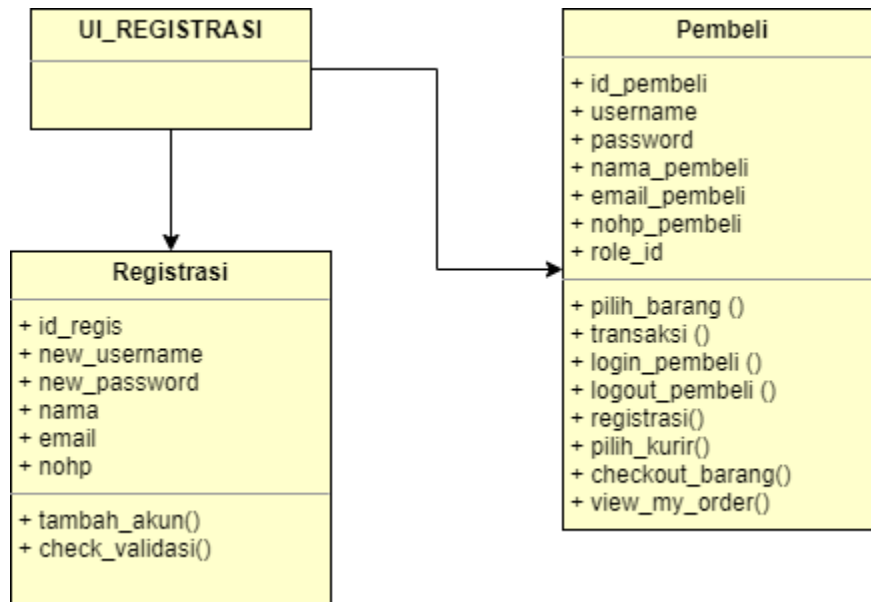 UI_REGISTRASI
Registrasi
+ id_regis
+ new_username
+ new_password
+ nama
+ email
+ nohp
+ tambah_akun()
+ check_validasi()
Pembeli
+ id_pembeli
+ username
+ password
+ nama_pembeli
+ email_pembeli
+ nohp_pembeli
+ role_id
+ pilih_barang ()
+ transaksi ()
+ login_pembeli ()
+ logout_pembeli ()
+ registrasi()
+ pilih_kurir()
+ checkout_barang()
+ view_my_order()